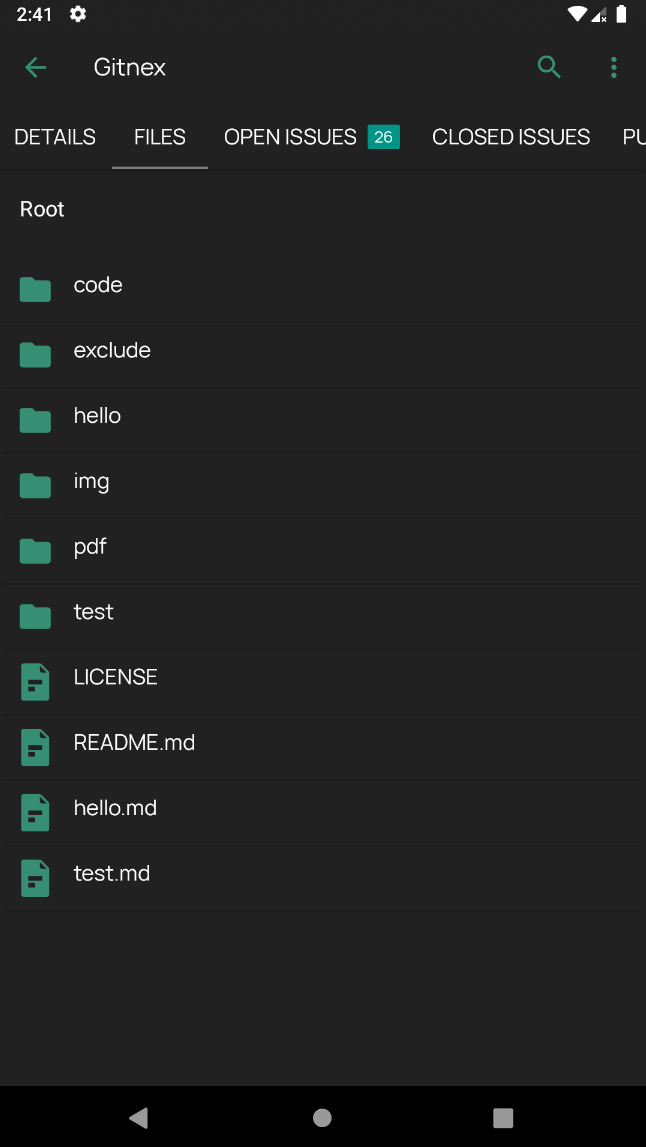 2:41
Gitnex
DETAILS FILES OPEN ISSUES 26 CLOSED ISSUES PU
Root
code
exclude
hello
img
pdf
test
LICENSE
README.md
hello.md
test.md